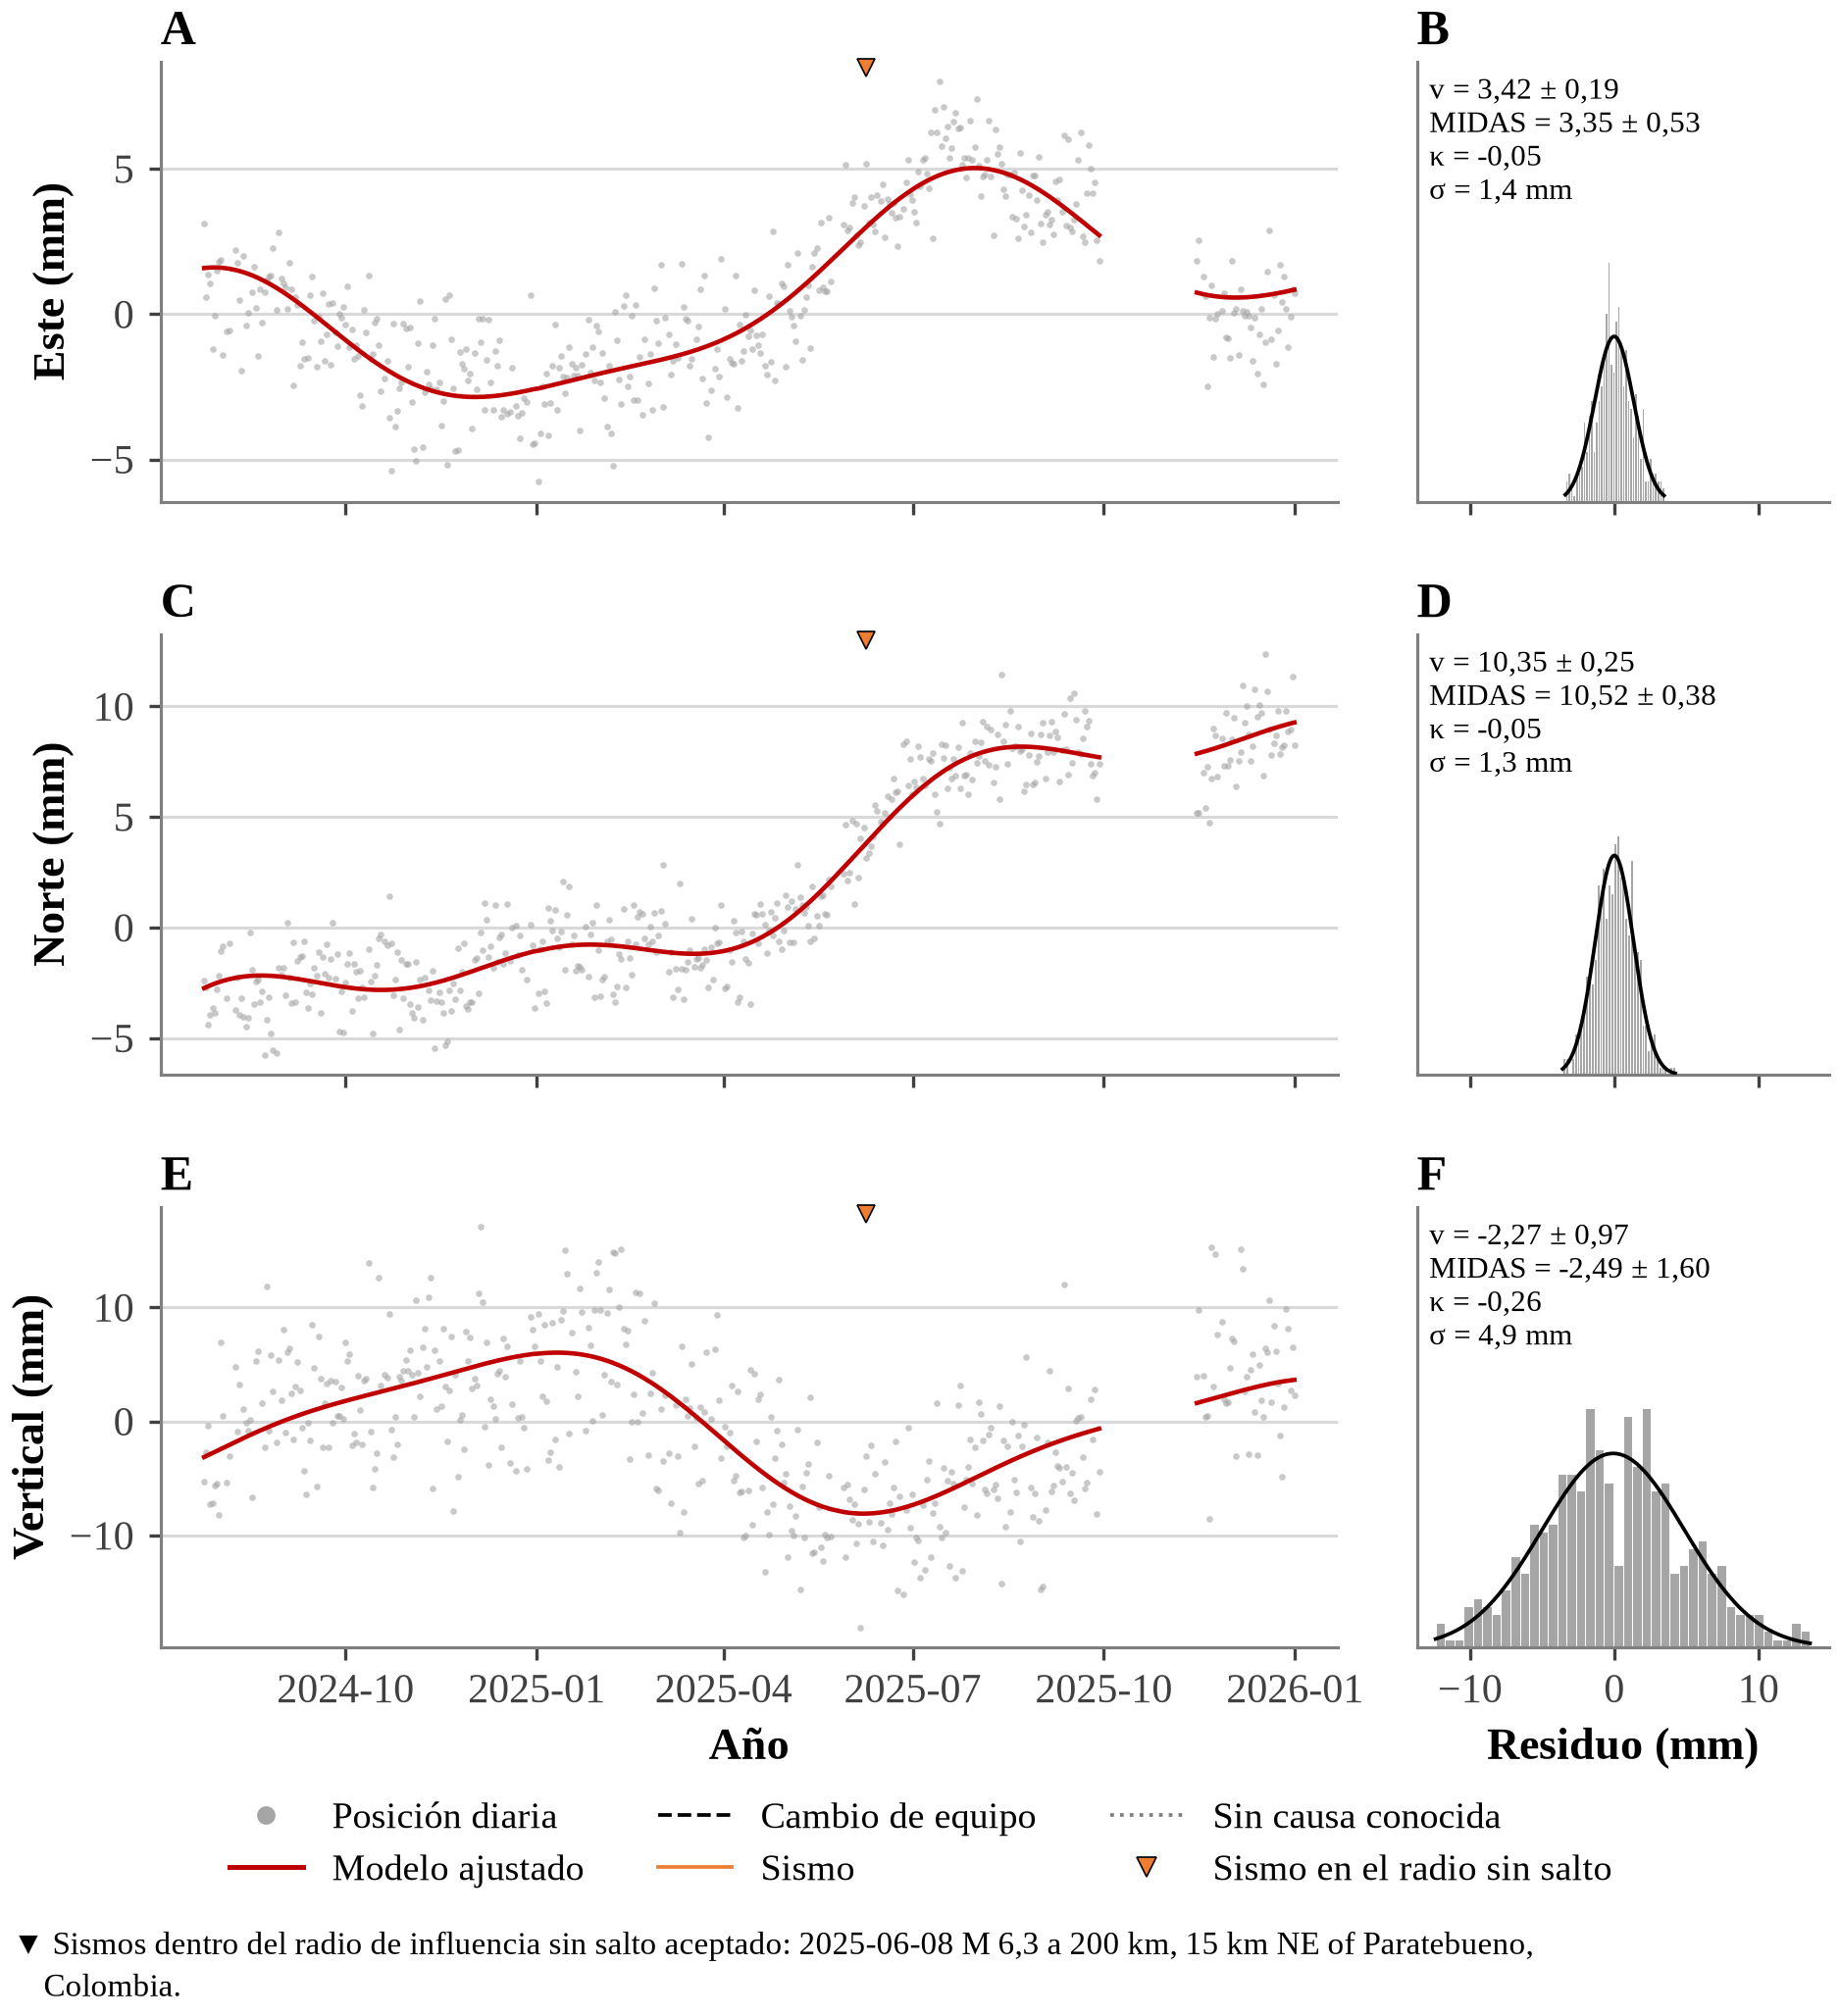 A
B
v = 3,42 ± 0,19
MIDAS = 3,35 ± 0,53
κ = -0,05
σ = 1,4 mm
Este (mm)
5
0
−5
C
D
v = 10,35 ± 0,25
MIDAS = 10,52 ± 0,38
κ = -0,05
σ = 1,3 mm
Norte (mm)
10
5
0
−5
E
F
v = -2,27 ± 0,97
MIDAS = -2,49 ± 1,60
κ = -0,26
σ = 4,9 mm
Vertical (mm)
10
0
−10
2024-10 2025-01 2025-04 2025-07 2025-10 2026-01
−10 0 10
Año
Residuo (mm)
Posición diaria
Cambio de equipo
Sin causa conocida
Modelo ajustado
Sismo
Sismo en el radio sin salto
▼ Sismos dentro del radio de influencia sin salto aceptado: 2025-06-08 M 6,3 a 200 km, 15 km NE of Paratebueno,
Colombia.